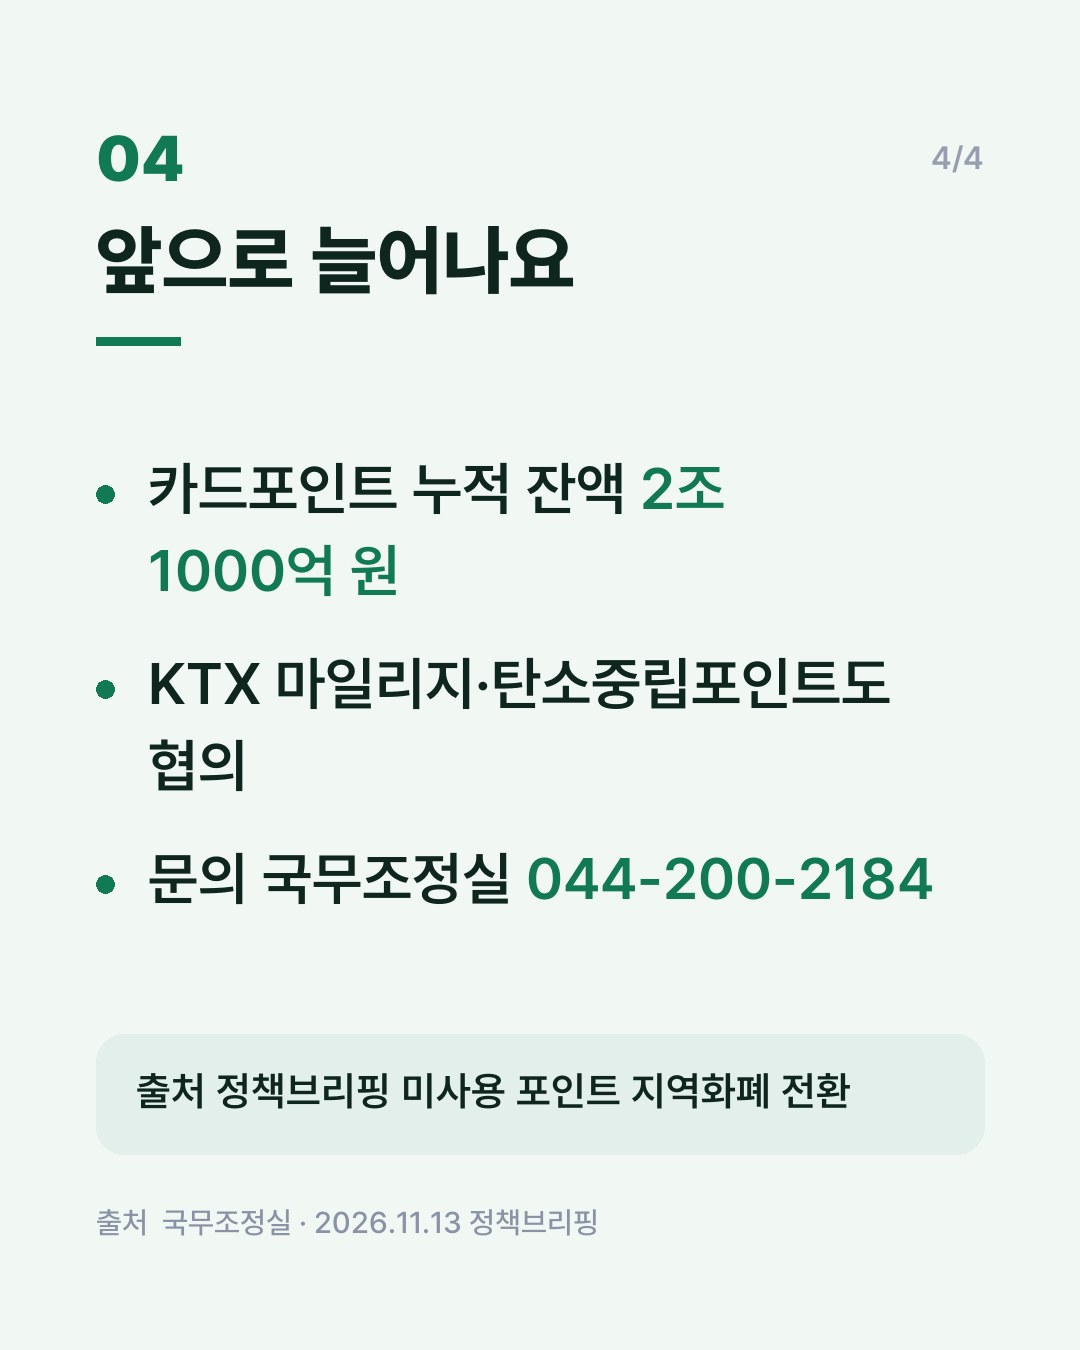 04
4/4
앞으로 늘어나요
카드포인트 누적 잔액 2조
1000억 원
KTX 마일리지·탄소중립포인트도
협의
문의 국무조정실 044-200-2184
출처 정책브리핑 미사용 포인트 지역화폐 전환
출처 국무조정실 · 2026.11.13 정책브리핑